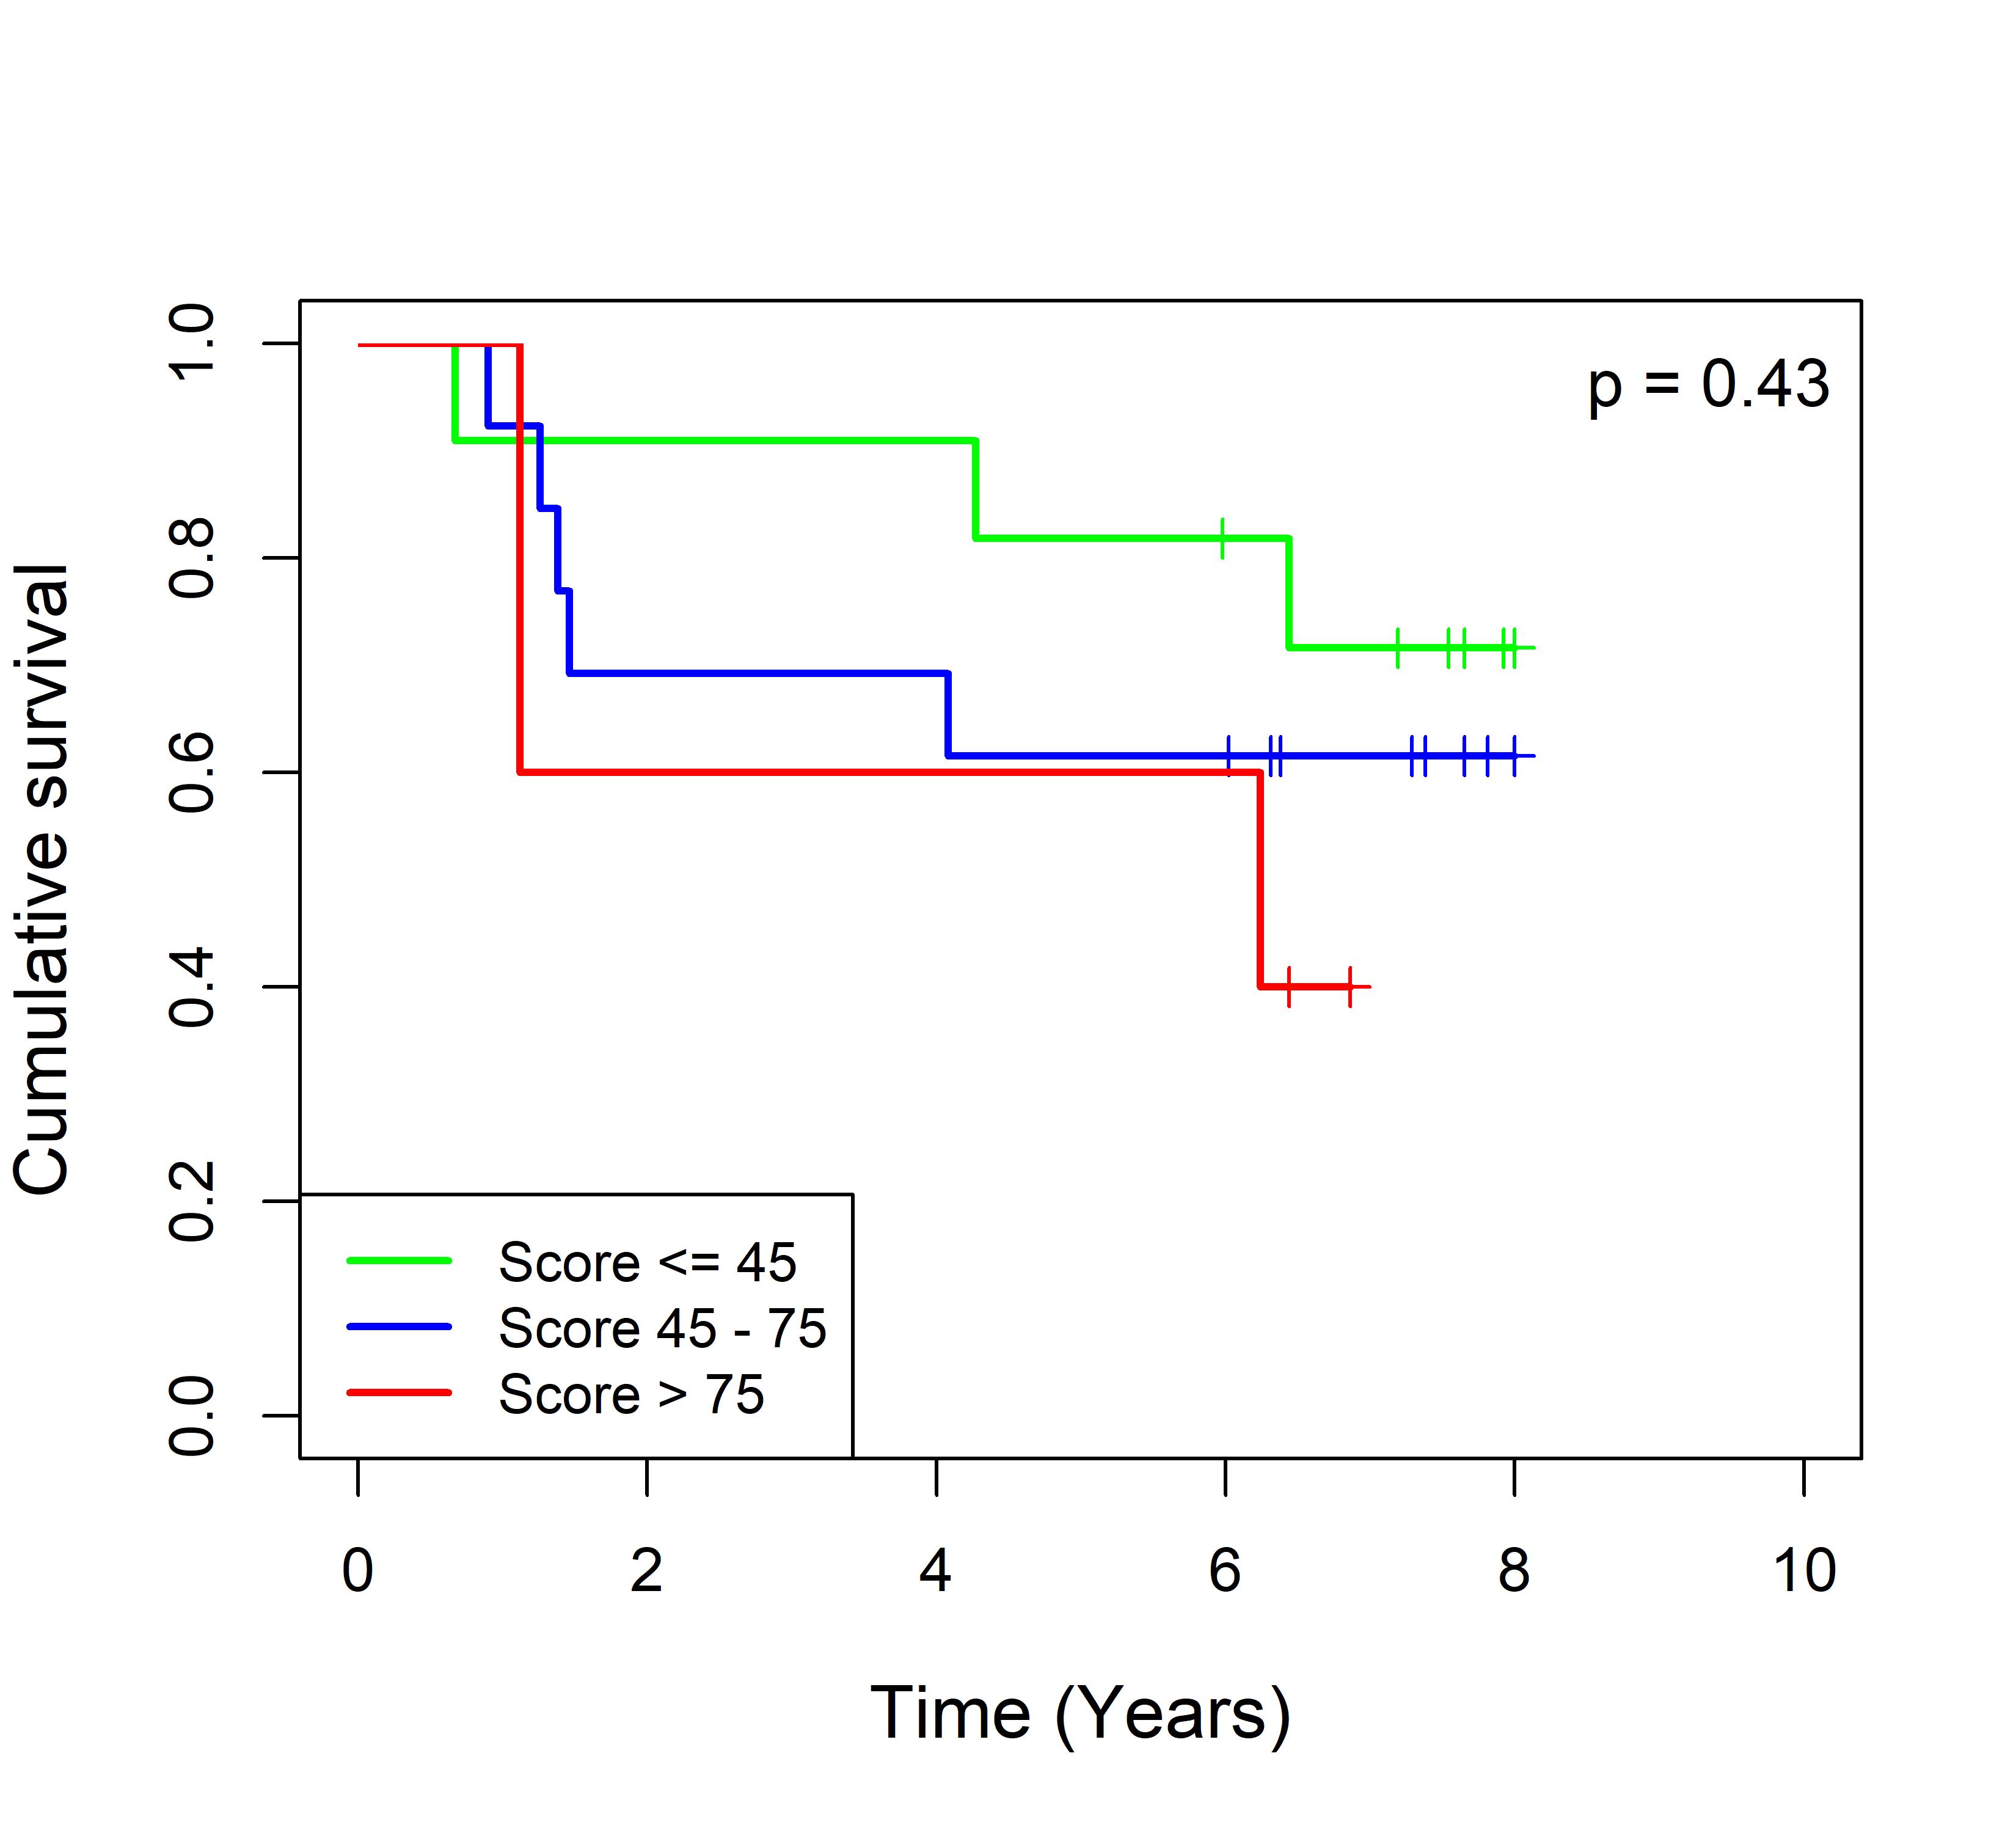 p = 0.43
Cumulative survival
1.0
0.8
0.6
0.4
0.2
0.0
Score <= 45
Score 45 - 75
Score > 75
0 2 4 6 8 10
Time (Years)